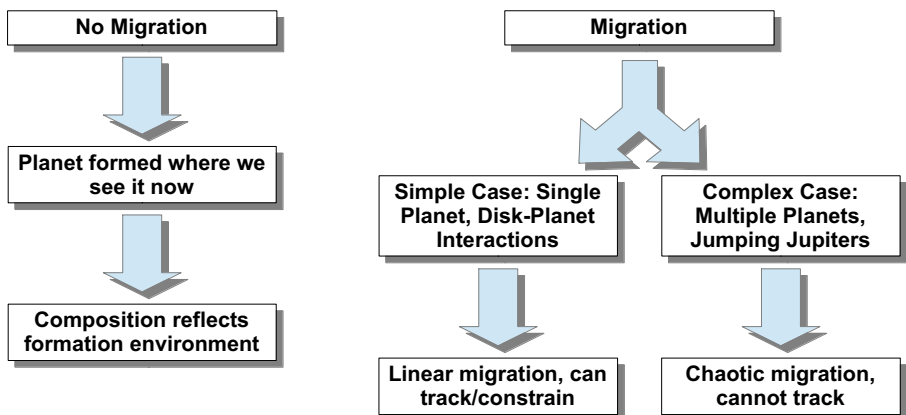 No Migration
Planet formed where we
see it now
Composition reflects
formation environment
Migration
Simple Case: Single
Planet, Disk-Planet
Interactions
Linear migration, can
track/constrain
Complex Case:
Multiple Planets,
Jumping Jupiters
Chaotic migration,
cannot track